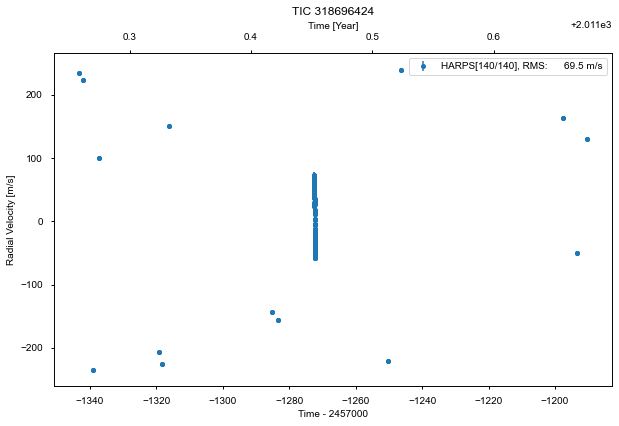 TIC 318696424
Time [Year]
+2.011e3
0.3 0.4 0.5 0.6
HARPS[140/140], RMS: 69.5 m/s
Radial Velocity [m/s]
200
100
0
−100
−200
−1340 −1320 −1300 −1280 −1260 −1240 −1220 −1200
Time - 2457000